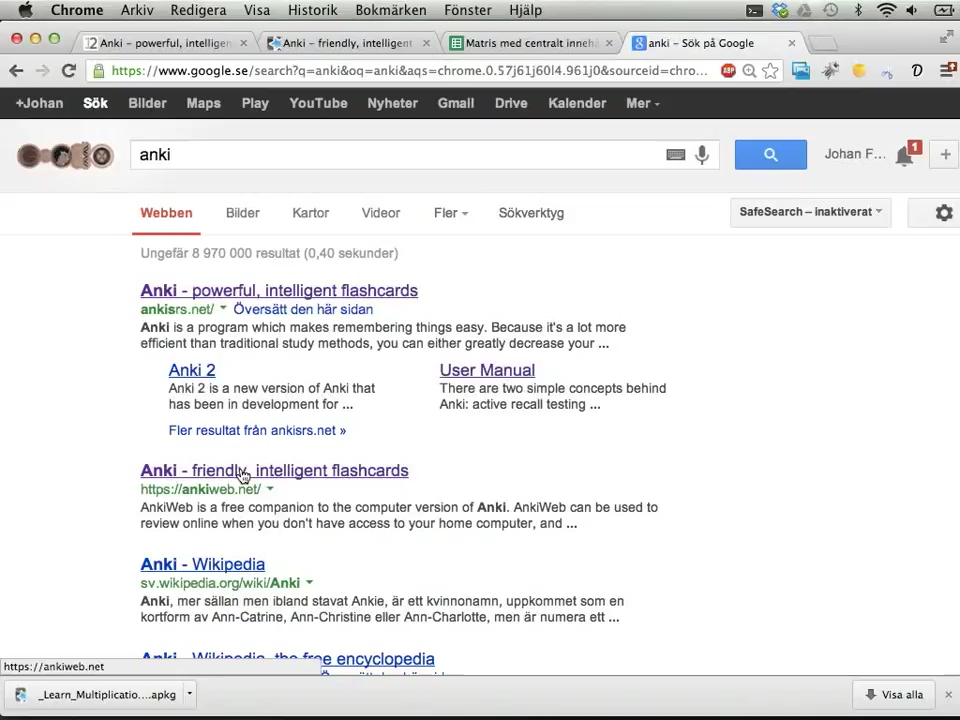 Chrome Arkiv Redigera Visa Historik Bokmärken Fönster Hjälp
Anki – powerful, intelligen × Anki – friendly, intelligent × Matris med centralt innehå × anki – Sök på Google ×
https://www.google.se/search?q=anki&oq=anki&aqs=chrome.0.57j61j60l4.961j0&sourceid=chro... ABP
+Johan Sök Bilder Maps Play YouTube Nyheter Gmail Drive Kalender Mer
anki
Johan F... 1 +
Webben Bilder Kartor Videor Fler Sökverktyg
SafeSearch – inaktiverat
Ungefär 8 970 000 resultat (0,40 sekunder)
Anki - powerful, intelligent flashcards
ankisrs.net/ Översätt den här sidan
Anki is a program which makes remembering things easy. Because it's a lot more
efficient than traditional study methods, you can either greatly decrease your ...
Anki 2
Anki 2 is a new version of Anki that
has been in development for ...
User Manual
There are two simple concepts behind
Anki: active recall testing ...
Fler resultat från ankisrs.net »
Anki - friendly, intelligent flashcards
https://ankiweb.net/
AnkiWeb is a free companion to the computer version of Anki. AnkiWeb can be used to
review online when you don't have access to your home computer, and ...
Anki - Wikipedia
sv.wikipedia.org/wiki/Anki
Anki, mer sällan men ibland stavat Ankie, är ett kvinnonamn, uppkommet som en
kortform av Ann-Catrine, Ann-Christine eller Ann-Charlotte, men är numera ett ...
Anki - Wikipedia, the free encyclopedia
https://ankiweb.net
_Learn_Multiplicatio....apkg
Visa alla ×